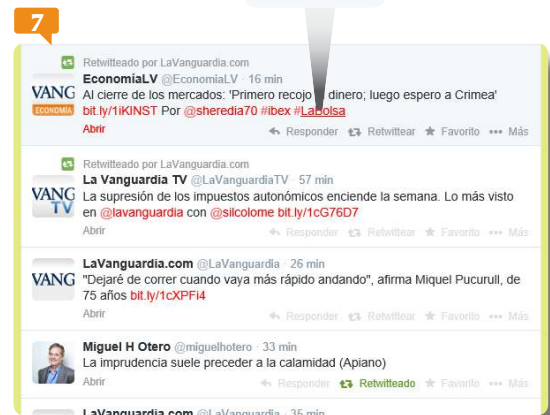 7
Retwitteado por LaVanguardia.com
EconomíaLV @EconomiaLV · 16 min
VANG
ECONOMÍA
Al cierre de los mercados: 'Primero recojo dinero; luego espero a Crimea'
bit.ly/1iKINST Por @sheredia70 #ibex #LaBolsa
Abrir
Responder Retwittear Favorito Más
Retwitteado por LaVanguardia.com
La Vanguardia TV @LaVanguardiaTV · 57 min
VANG
TV
La supresión de los impuestos autonómicos enciende la semana. Lo más visto
en @lavanguardia con @silcolome bit.ly/1cG76D7
Abrir
Responder Retwittear Favorito Más
LaVanguardia.com @LaVanguardia · 26 min
VANG
"Dejaré de correr cuando vaya más rápido andando", afirma Miquel Pucurull, de
75 años bit.ly/1cXPFi4
Abrir
Responder Retwittear Favorito Más
Miguel H Otero @miguelhotero · 33 min
La imprudencia suele preceder a la calamidad (Apiano)
Abrir
Responder Retwitteado Favorito Más
LaVanguardia.com @LaVanguardia · 35 min